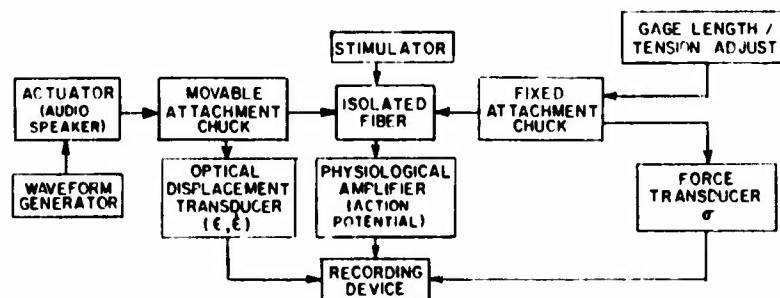 STIMULATOR
GAGE LENGTH /
TENSION ADJUST
ACTUATOR
(AUDIO
SPEAKER)
MOVABLE
ATTACHMENT
CHUCK
ISOLATED
FIBER
FIXED
ATTACHMENT
CHUCK
WAVEFORM
GENERATOR
OPTICAL
DISPLACEMENT
TRANSDUCER
(ϵ, ϵ̇)
PHYSIOLOGICAL
AMPLIFIER
(ACTION
POTENTIAL)
FORCE
TRANSDUCER
σ
RECORDING
DEVICE